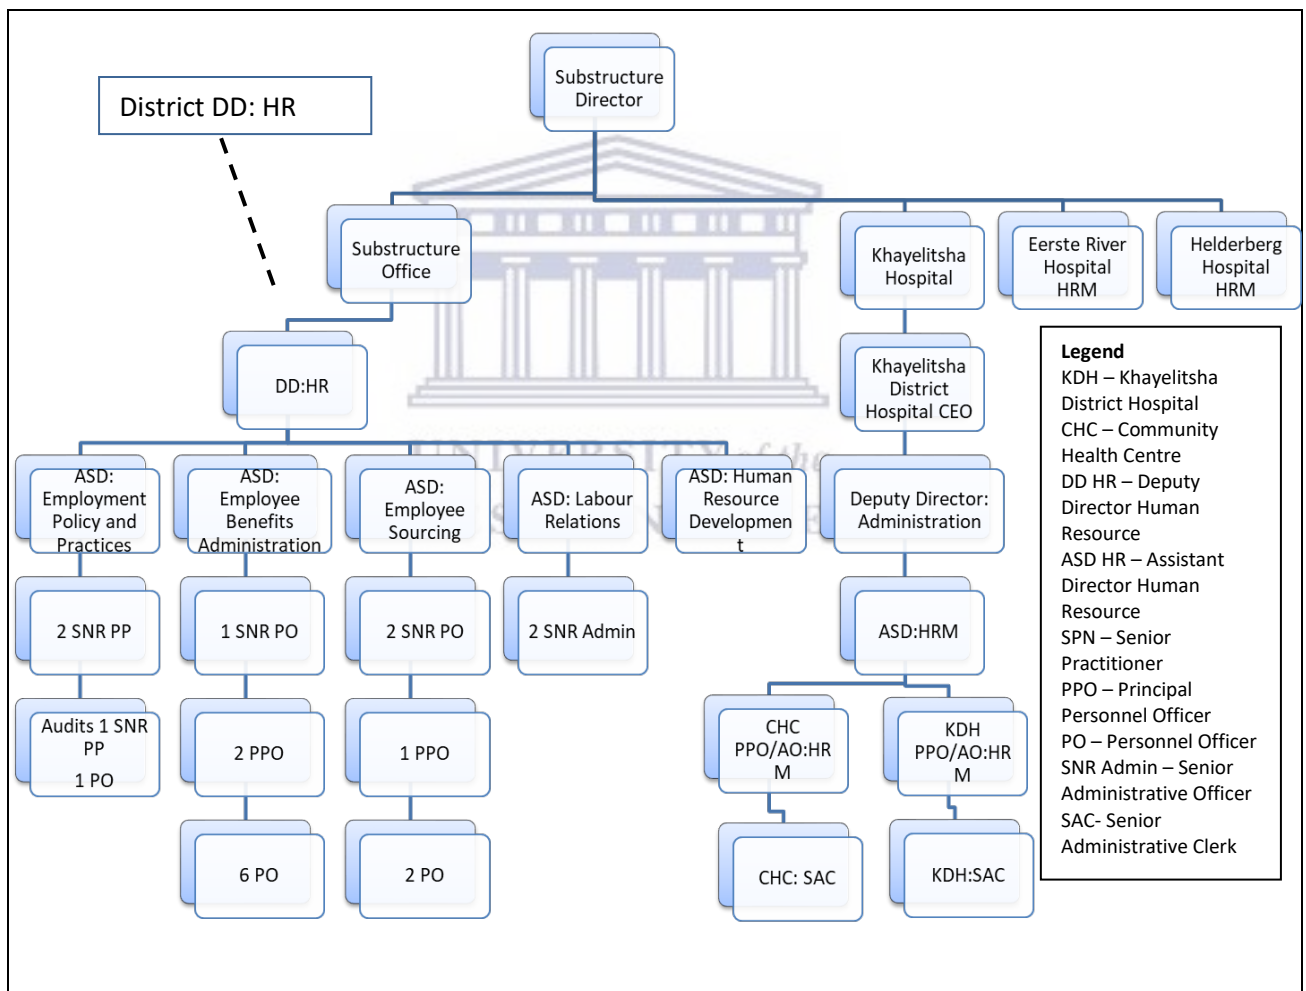 Substructure
Director
District DD: HR
Substructure
Office
Khayelitsha
Hospital
Eerste River
Hospital
HRM
Helderberg
Hospital
HRM
DD:HR
Khayelitsha
District
Hospital CEO
UNIVERSITY of the
ASD:
Employment
Policy and
Practices
ASD:
Employee
Benefits
Administration
ASD:
Employee
Sourcing
ASD: Labour
Relations
ASD: Human
Resource
Developmen
t
Deputy Director:
Administration
2 SNR PP
1 SNR PO
2 SNR PO
2 SNR Admin
ASD:HRM
Audits 1 SNR
PP
1 PO
2 PPO
1 PPO
CHC
PPO/AO:HR
M
KDH
PPO/AO:HR
M
6 PO
2 PO
CHC: SAC
KDH:SAC
Legend
KDH – Khayelitsha
District Hospital
CHC – Community
Health Centre
DD HR – Deputy
Director Human
Resource
ASD HR – Assistant
Director Human
Resource
SPN – Senior
Practitioner
PPO – Principal
Personnel Officer
PO – Personnel Officer
SNR Admin – Senior
Administrative Officer
SAC- Senior
Administrative Clerk